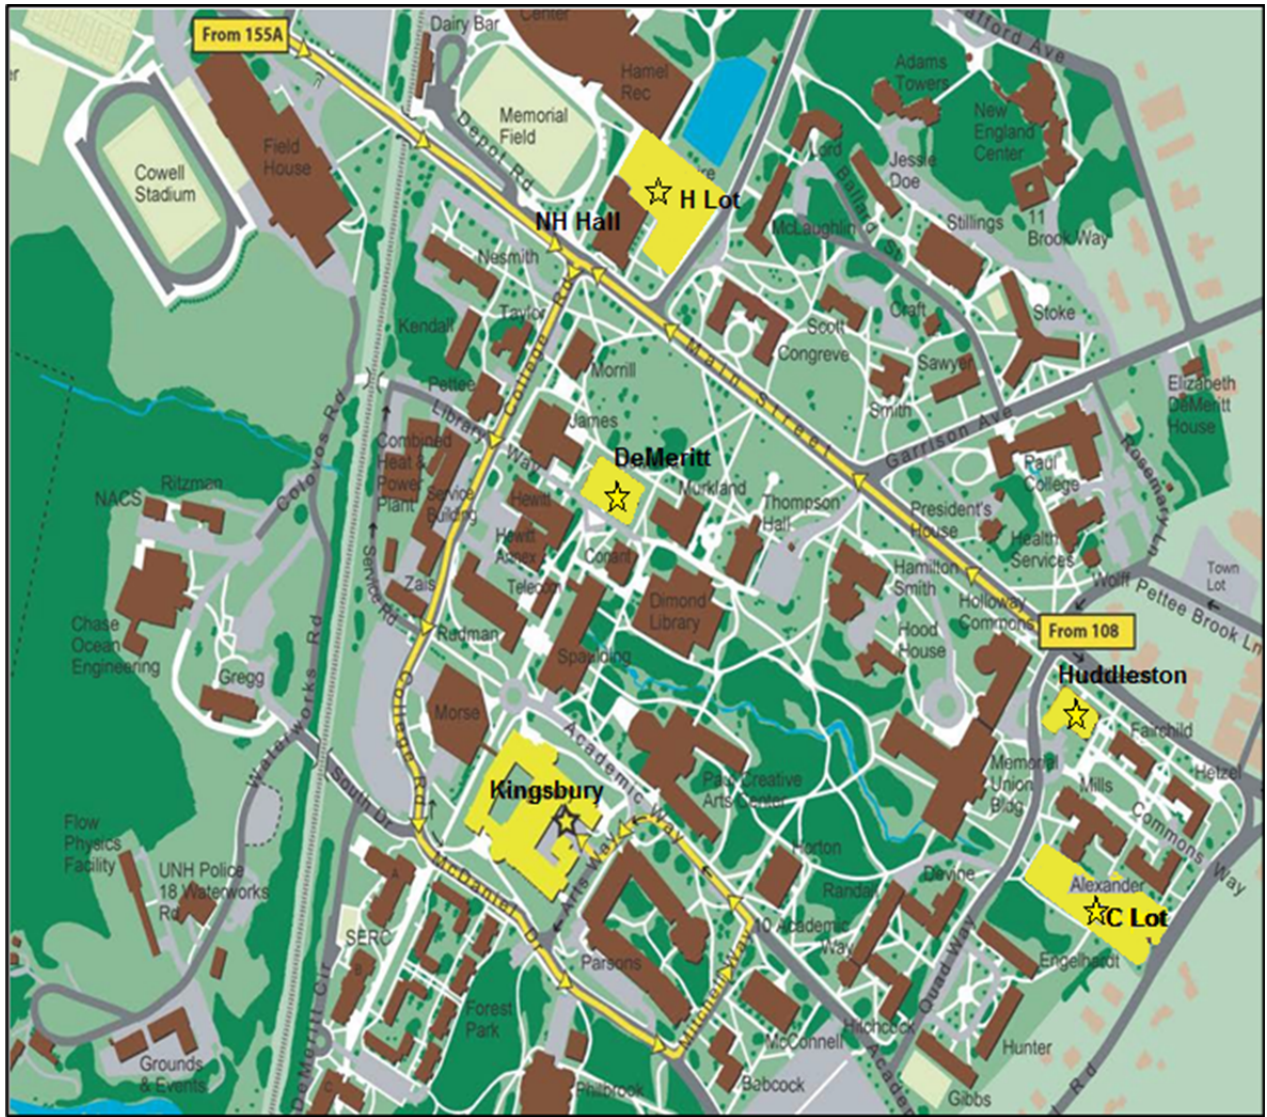 From 155A
Dairy Bar
Center
Hamel
Rec
Memorial
Field
Depot Rd
Field
House
Cowell
Stadium
Adams
Towers
New
England
Center
Lord
Jessie
Doe
Ballard St
H Lot
NH Hall
McLaughlin
Stillings
11
Brook Way
Nesmith
Taylor
Kendall
College Rd
Scott
Craft
Stoke
Congreve
Sawyer
Morrill
Pettee
Main Street
Smith
Elizabeth
DeMeritt
House
Library Way
James
Garrison Ave
Combined
Heat &
Power
Plant
DeMeritt
Paul
College
Rosemary Ln
Colovos Rd
Ritzman
NACS
Service
Building
Hewitt
Murkland
Thompson
Hall
President's
House
Hewitt
Annex
Conant
Health
Services
Service Rd
Zais
Telecom
Dimond
Library
Hamilton
Smith
Holloway
Commons
Wolff
Town
Lot
Pettee Brook Ln
From 108
Chase
Ocean
Engineering
Rudman
Spaulding
Hood
House
Huddleston
Gregg
Waterworks Rd
College Rd
Morse
Academic Way
Fairchild
Paul Creative
Arts Center
Memorial
Union
Bldg
Mills
Hetzel
Kingsbury
South Dr
Commons Way
Flow
Physics
Facility
UNH Police
18 Waterworks
Rd
A
McDaniel Dr
Arts Way
Horton
Randall
Devine
Alexander
C Lot
10 Academic
Way
SERC
B
Parsons
Mitchell Way
Quad Way
Engelhardt
Forest
Park
Hitchcock
McConnell
Hunter
Grounds
& Events
DeMeritt Cir
C
Philbrook
Babcock
Gibbs
Rd